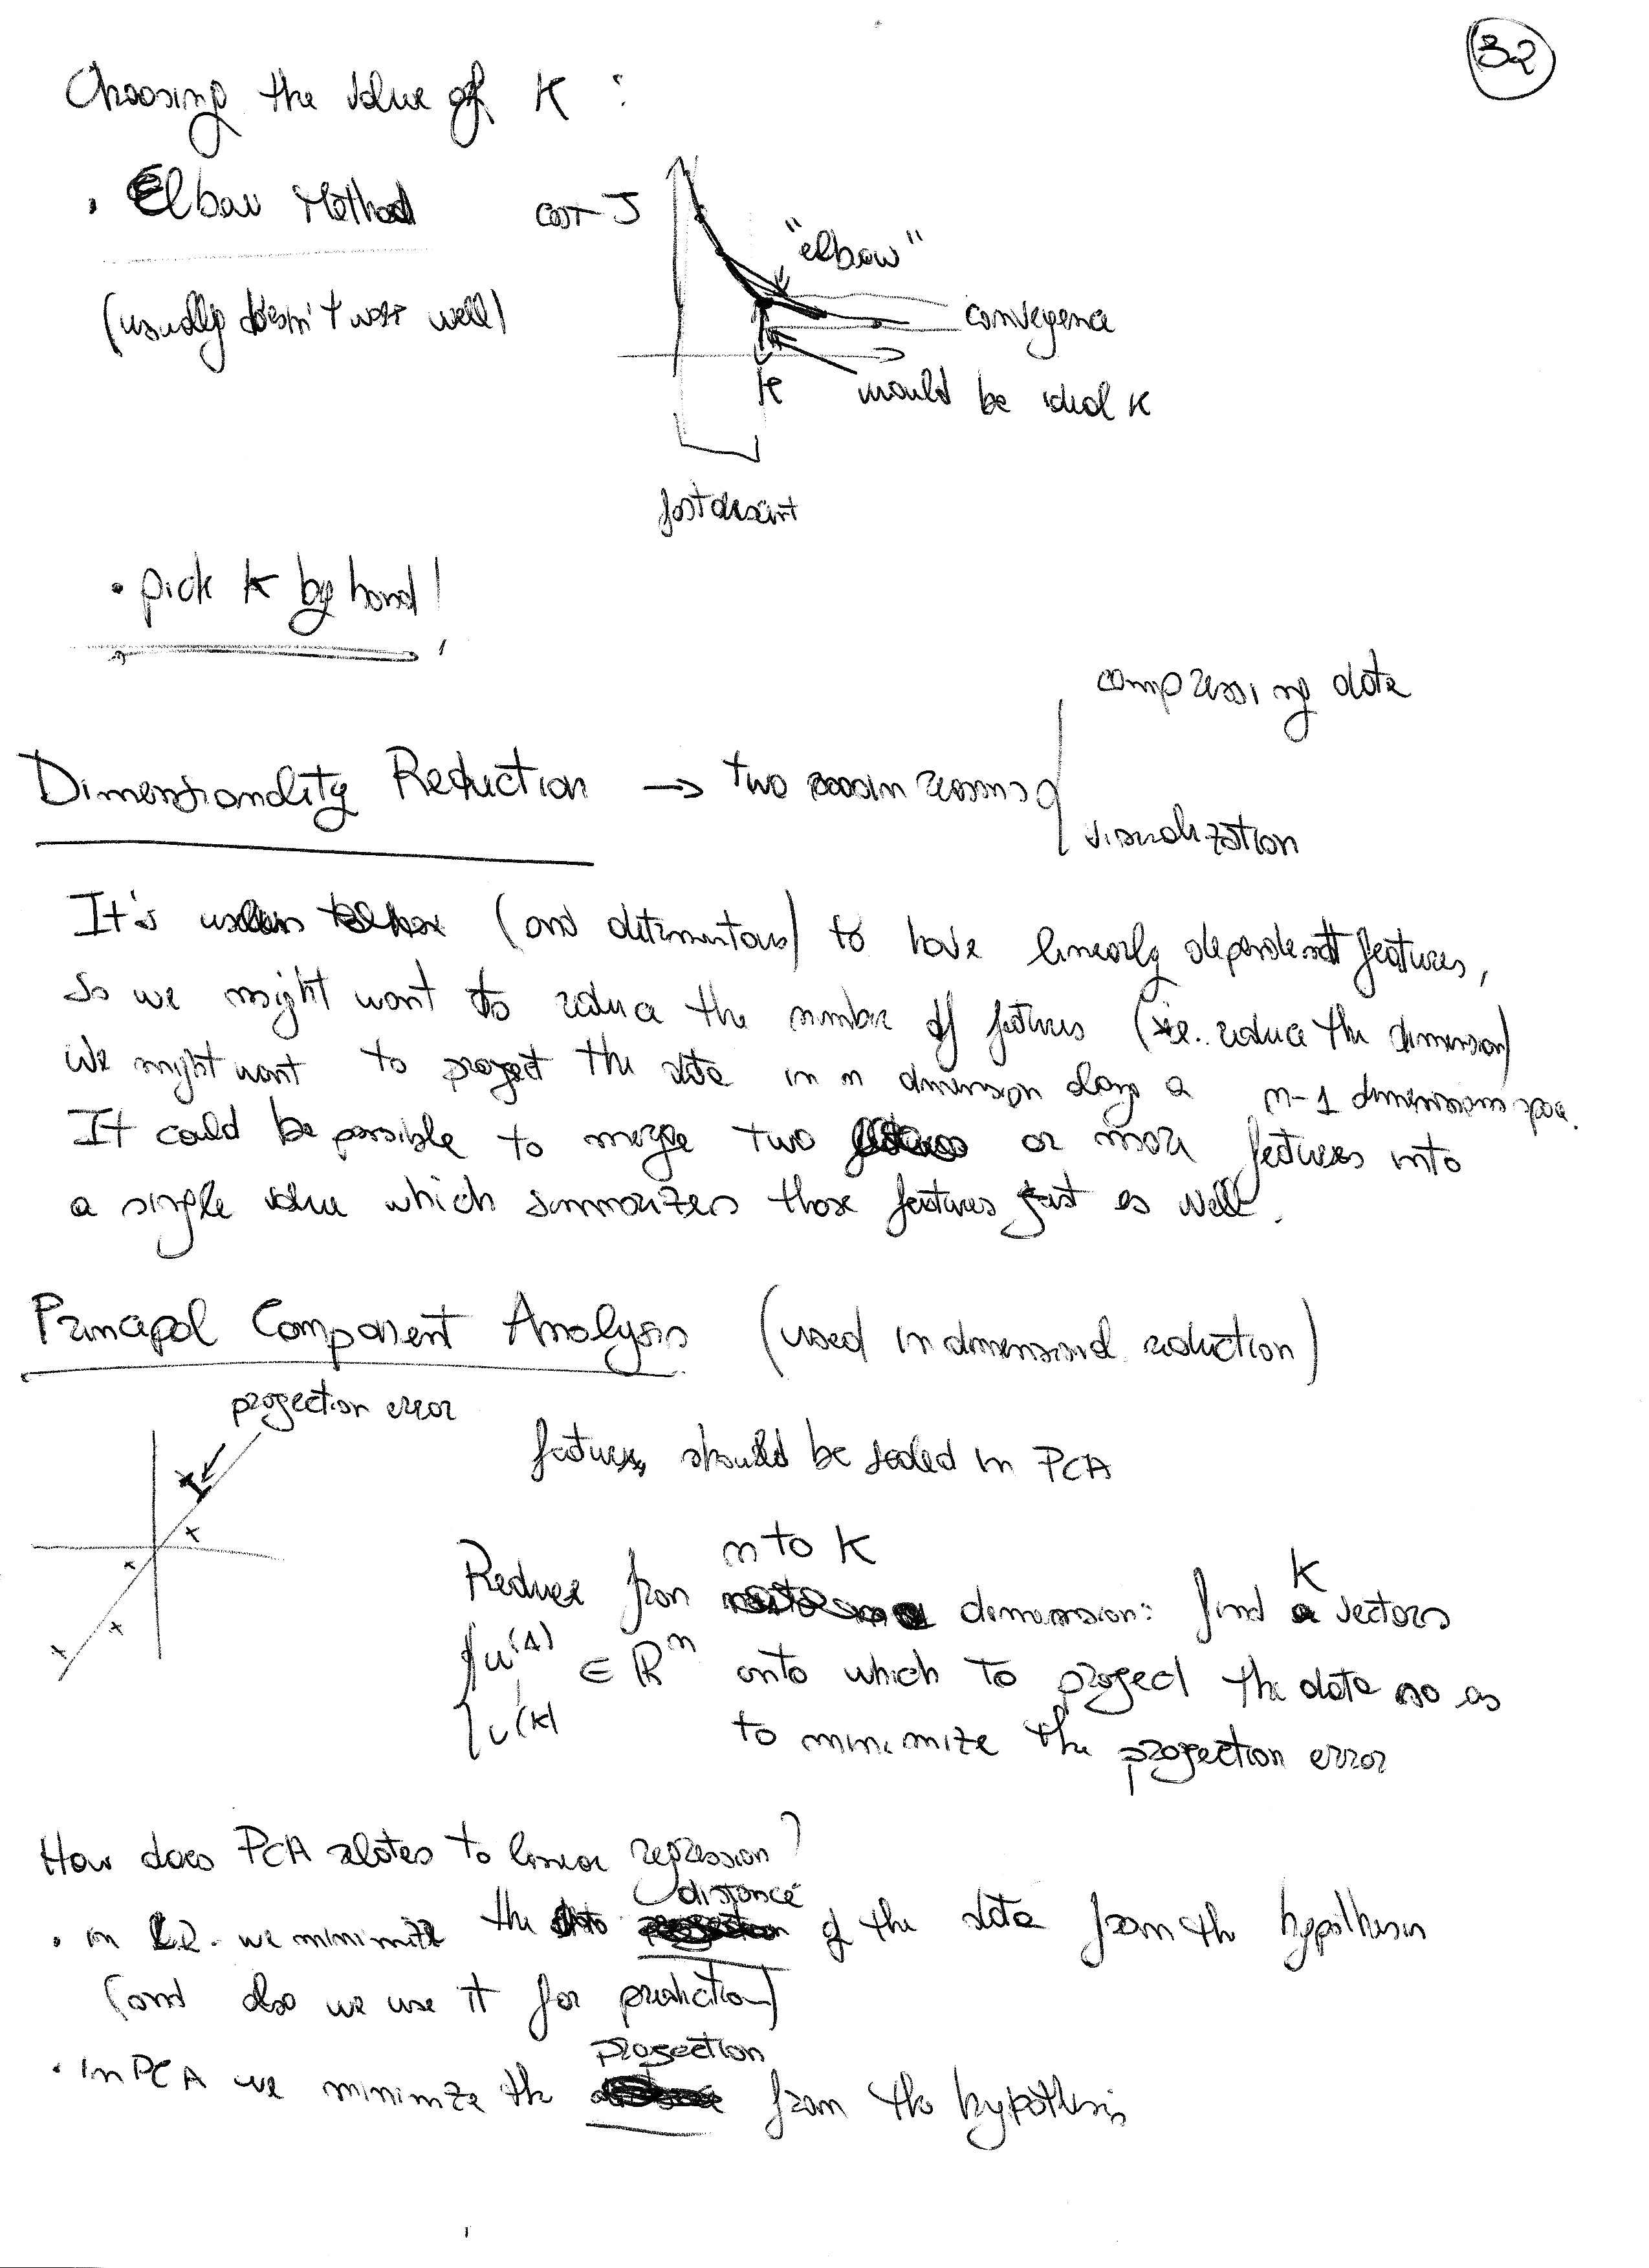 32
Choosing the value of K :
• Elbow Method
cost J
"elbow"
(usually doesn't work well)
convegence
K
would be ideal K
fast descent
• pick K by hand!
compressing data
Dimensionality Reduction → two main reasons
visualization
It's useless (and detrimentous) to have linearly dependent features,
so we might want to reduce the number of features (i.e. reduce the dimension)
We might want to project the data in n dimension along a n-1 dimensions space.
It could be possible to merge two or more features into
a single value which summarizes those features just as well.
Principal Component Analysis (used in dimensional reduction)
projection error
features should be scaled in PCA
n to K
K
Reduce from dimension: find vectors
u(1) ∈ ℝn onto which to project the data so as
u(K) to minimize the projection error
How does PCA relates to linear regression?
distance
• in L.R. we minimize the of the data from the hypothesis
(and also we use it for prediction)
projection
• In PCA we minimize the from the hypothesis